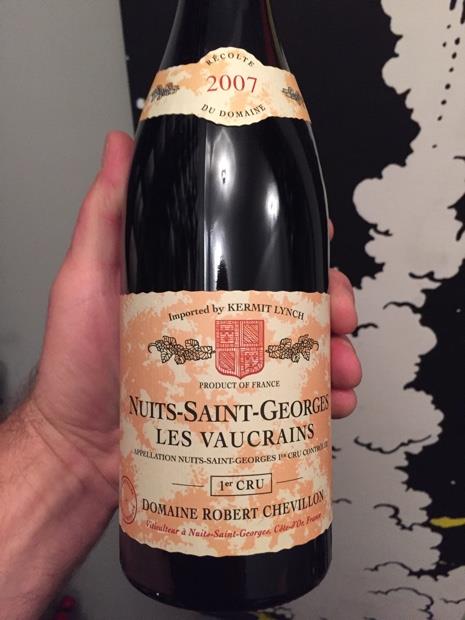 RÉCOLTE
2007
DU DOMAINE
Imported by KERMIT LYNCH
PRODUCT OF FRANCE
NUITS-SAINT-GEORGES
LES VAUCRAINS
APPELLATION NUITS-SAINT-GEORGES 1ER CRU CONTRÔLÉE
1er CRU
DOMAINE ROBERT CHEVILLON
Viticulteur à Nuits-Saint-Georges, Côte-d'Or, France